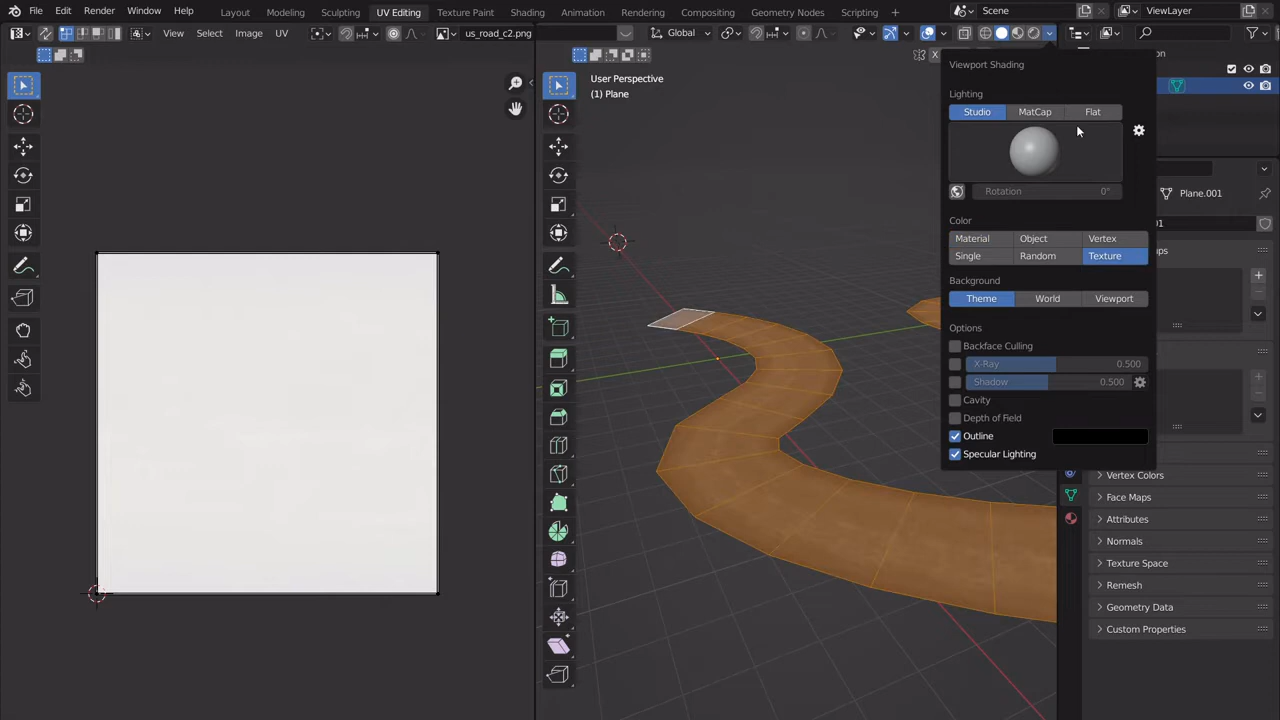 File Edit Render Window Help Layout Modeling Sculpting UV Editing Texture Paint Shading Animation Rendering Compositing Geometry Nodes Scripting + Scene ViewLayer
View Select Image UV us_road_c2.png Global
X
User Perspective
(1) Plane
Viewport Shading
Lighting
Studio MatCap Flat
Rotation 0°
Plane.001
Color
Material Object Vertex
Single Random Texture
Background
Theme World Viewport
Options
Backface Culling
X-Ray 0.500
Shadow 0.500
Cavity
Depth of Field
Outline
Specular Lighting
Vertex Colors
Face Maps
Attributes
Normals
Texture Space
Remesh
Geometry Data
Custom Properties